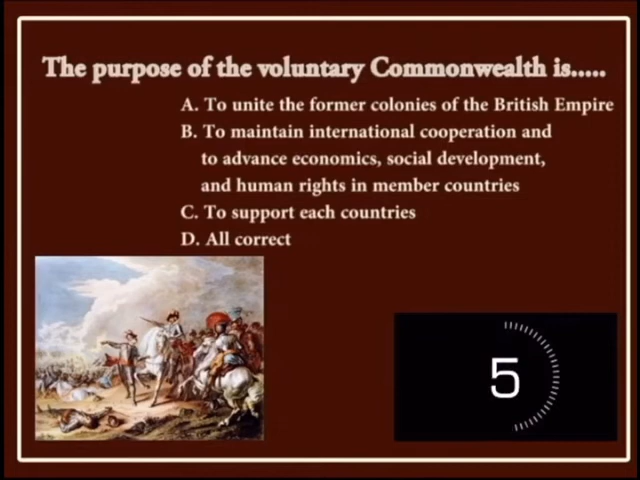 The purpose of the voluntary Commonwealth is.....
A. To unite the former colonies of the British Empire
B. To maintain international cooperation and
to advance economics, social development,
and human rights in member countries
C. To support each countries
D. All correct
5